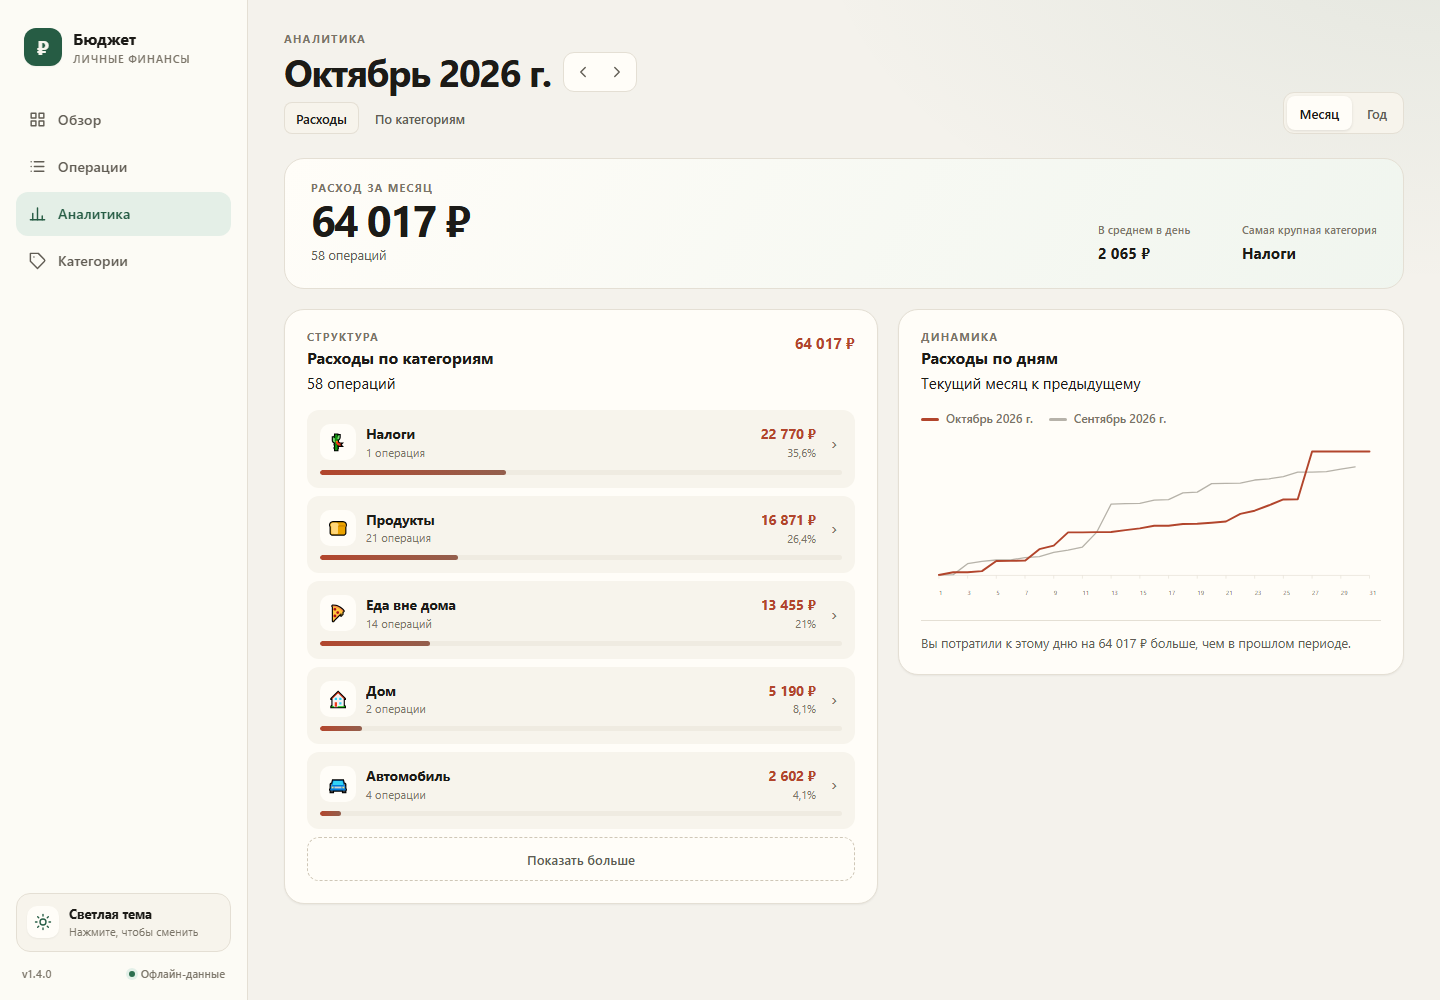 ₽
Бюджет
ЛИЧНЫЕ ФИНАНСЫ
Обзор
Операции
Аналитика
Категории
Светлая тема
Нажмите, чтобы сменить
v1.4.0
Офлайн-данные
АНАЛИТИКА
Октябрь 2026 г.
Расходы
По категориям
Месяц
Год
РАСХОД ЗА МЕСЯЦ
64 017 ₽
58 операций
В среднем в день
2 065 ₽
Самая крупная категория
Налоги
СТРУКТУРА
Расходы по категориям
64 017 ₽
58 операций
Налоги
1 операция
22 770 ₽
35,6%
Продукты
21 операция
16 871 ₽
26,4%
Еда вне дома
14 операций
13 455 ₽
21%
Дом
2 операции
5 190 ₽
8,1%
Автомобиль
4 операции
2 602 ₽
4,1%
Показать больше
ДИНАМИКА
Расходы по дням
Текущий месяц к предыдущему
Октябрь 2026 г.
Сентябрь 2026 г.
1 3 5 7 9 11 13 15 17 19 21 23 25 27 29 31
Вы потратили к этому дню на 64 017 ₽ больше, чем в прошлом периоде.